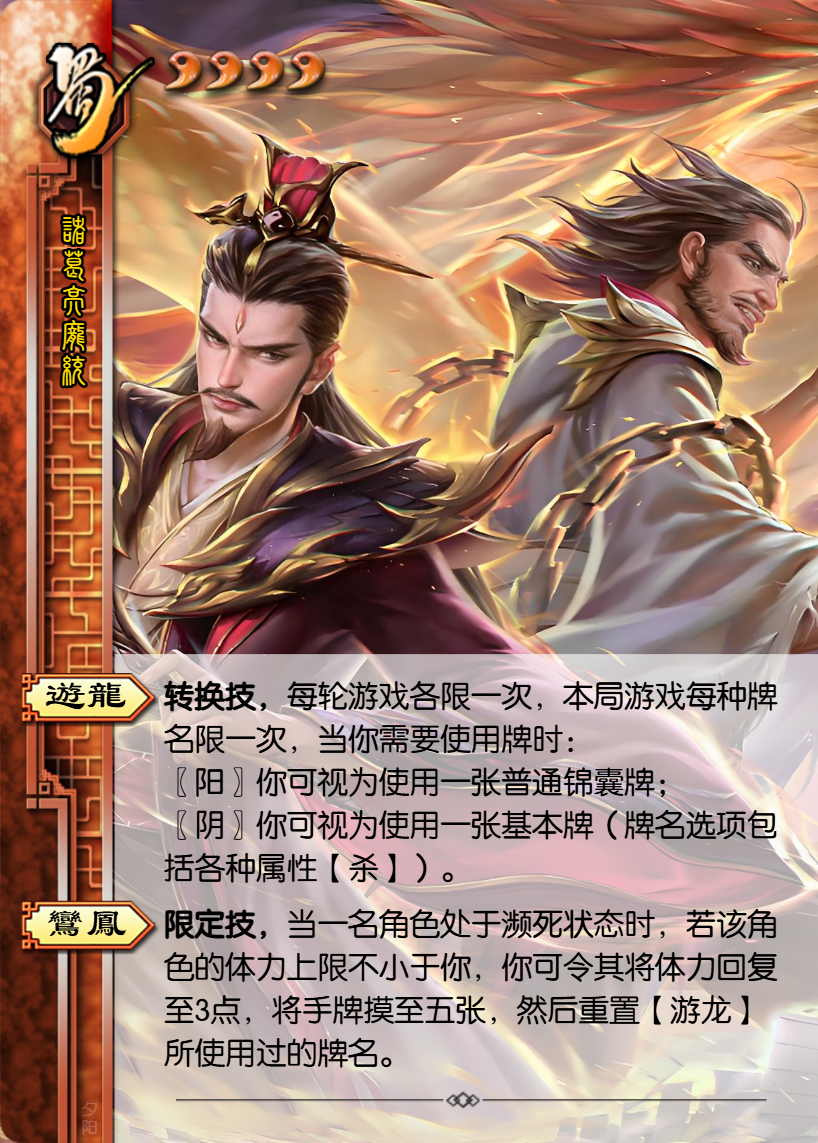 蜀
諸葛亮龐統
遊龍
转换技，每轮游戏各限一次，本局游戏每种牌
名限一次，当你需要使用牌时：
〖阳〗你可视为使用一张普通锦囊牌；
〖阴〗你可视为使用一张基本牌（牌名选项包
括各种属性【杀】）。
鸞鳳
限定技，当一名角色处于濒死状态时，若该角
色的体力上限不小于你，你可令其将体力回复
至3点，将手牌摸至五张，然后重置【游龙】
所使用过的牌名。
夕阳